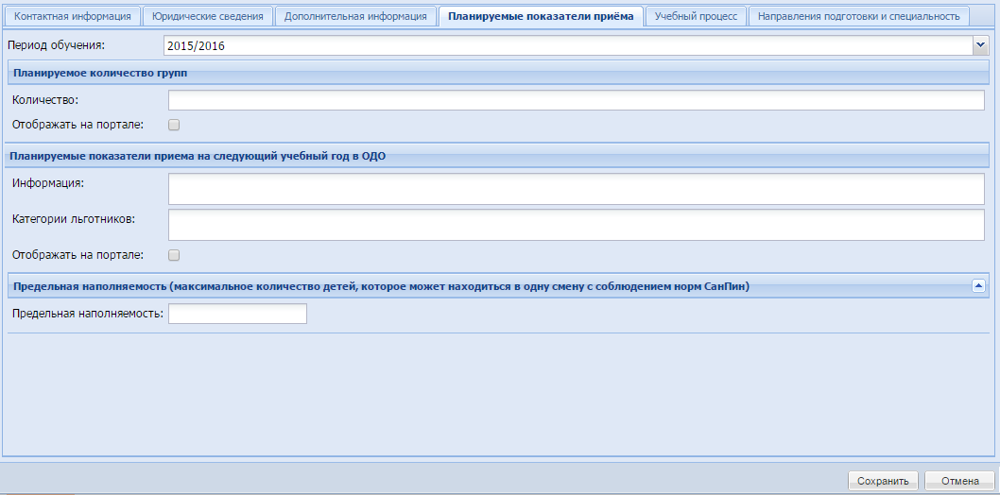 Контактная информация Юридические сведения Дополнительная информация Планируемые показатели приёма Учебный процесс Направления подготовки и специальность
Период обучения: 2015/2016
Планируемое количество групп
Количество:
Отображать на портале:
Планируемые показатели приема на следующий учебный год в ОДО
Информация:
Категории льготников:
Отображать на портале:
Предельная наполняемость (максимальное количество детей, которое может находиться в одну смену с соблюдением норм СанПин)
Предельная наполняемость:
Сохранить Отмена